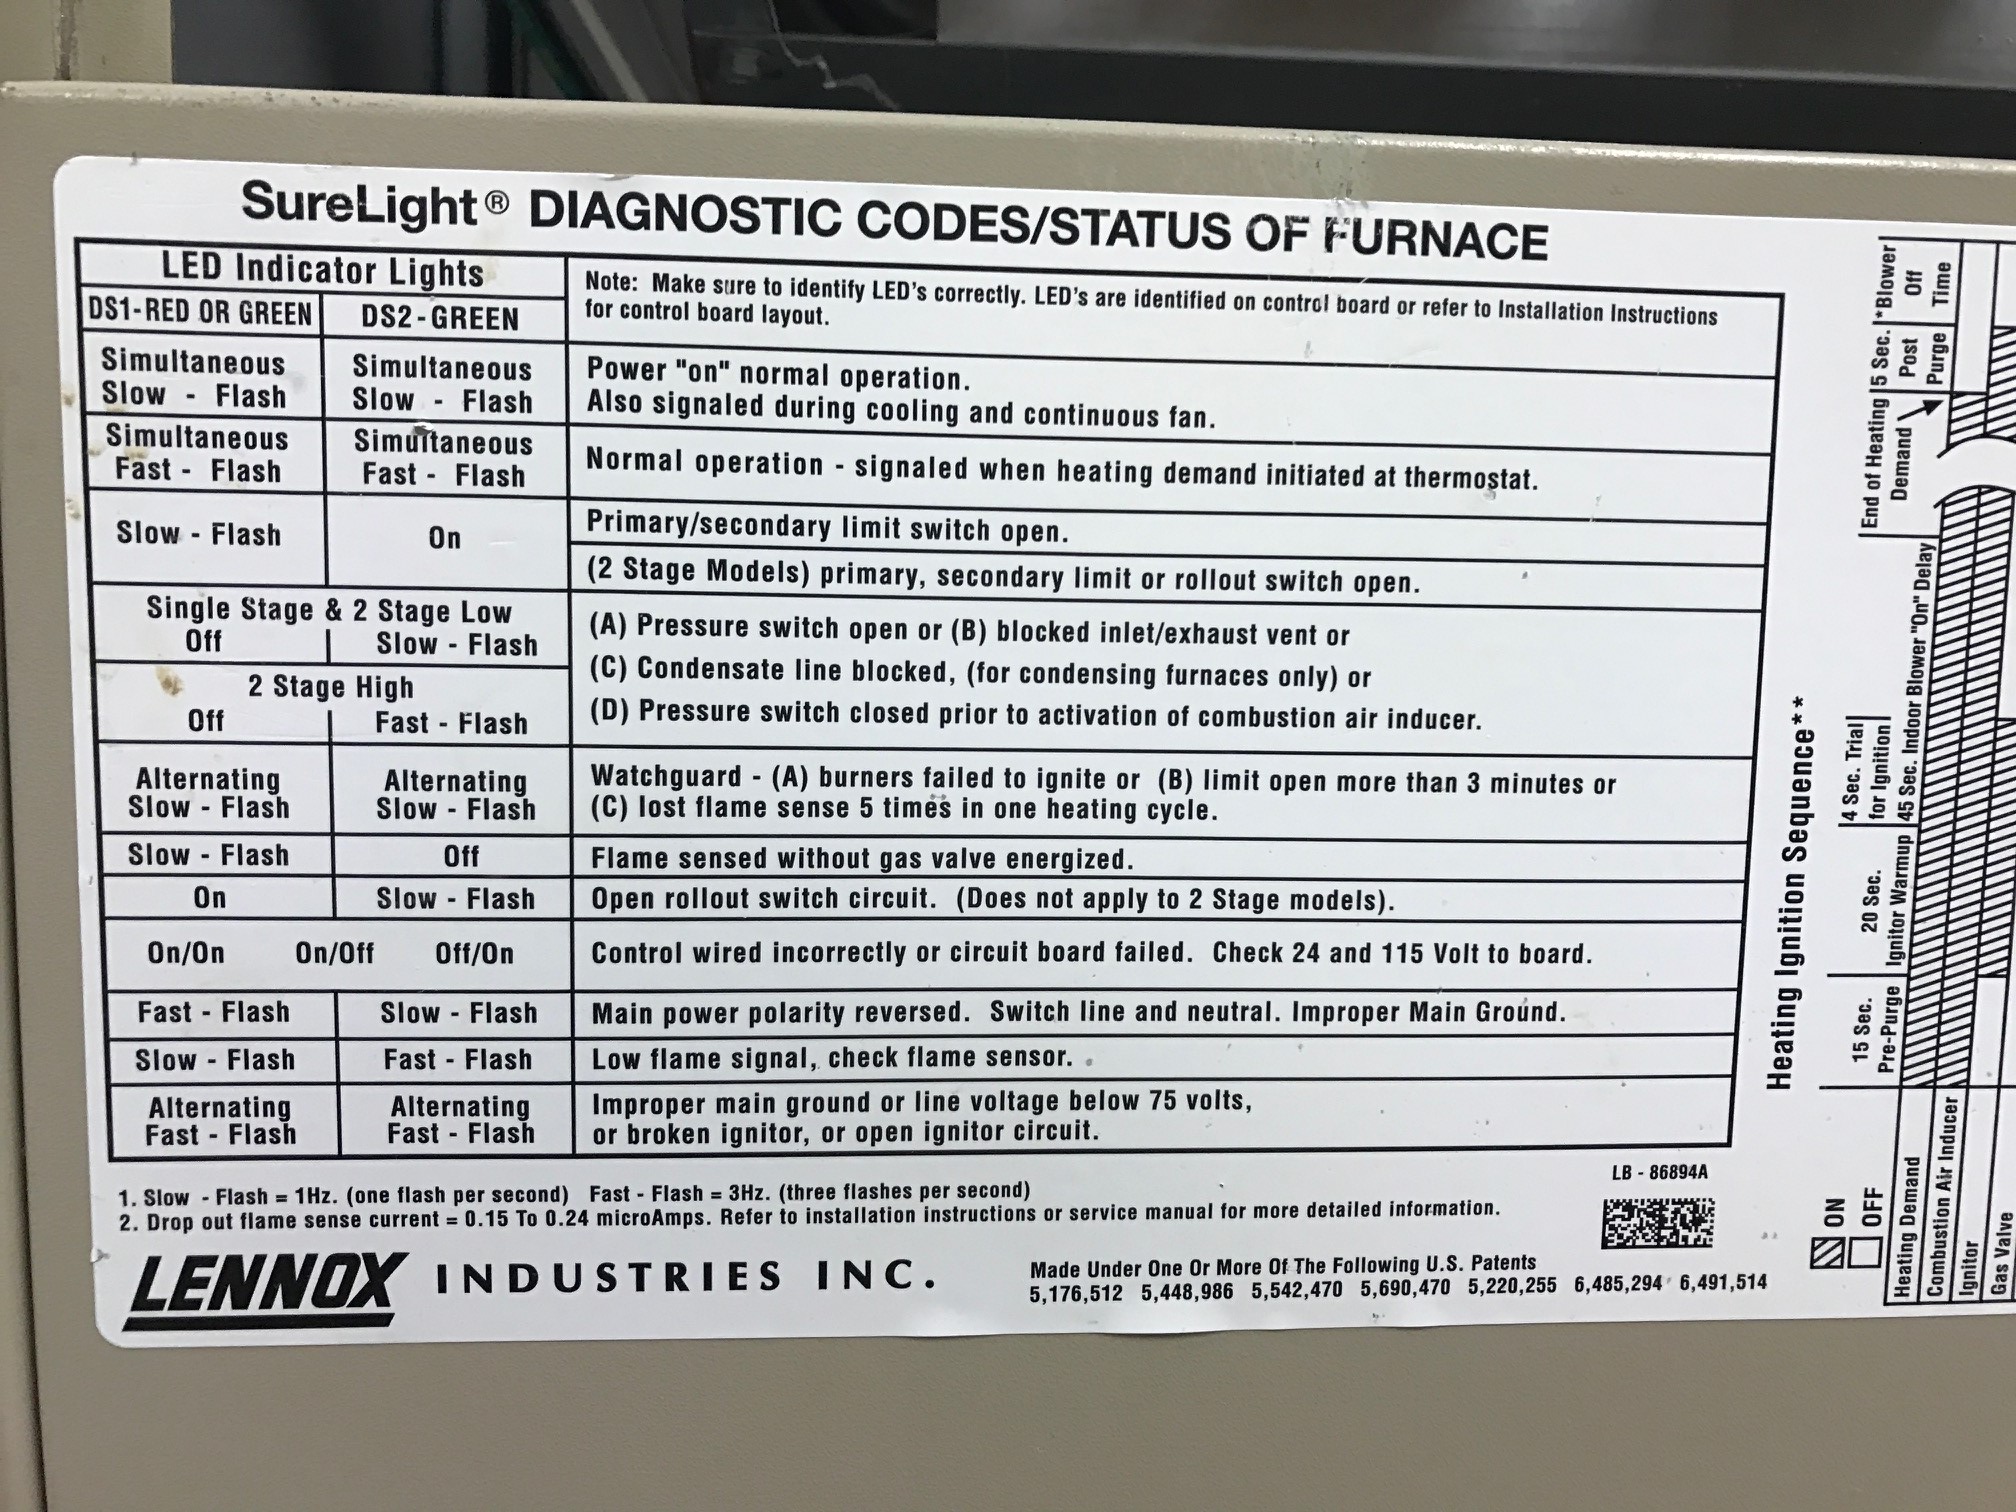 SureLight® DIAGNOSTIC CODES/STATUS OF FURNACE
LED Indicator Lights
DS1-RED OR GREEN DS2-GREEN
Note: Make sure to identify LED's correctly. LED's are identified on control board or refer to Installation Instructions
for control board layout.
Simultaneous Simultaneous
Slow - Flash Slow - Flash
Power "on" normal operation.
Also signaled during cooling and continuous fan.
Simultaneous Simultaneous
Fast - Flash Fast - Flash
Normal operation - signaled when heating demand initiated at thermostat.
Slow - Flash On
Primary/secondary limit switch open.
(2 Stage Models) primary, secondary limit or rollout switch open.
Single Stage & 2 Stage Low
Off Slow - Flash
2 Stage High
Off Fast - Flash
(A) Pressure switch open or (B) blocked inlet/exhaust vent or
(C) Condensate line blocked, (for condensing furnaces only) or
(D) Pressure switch closed prior to activation of combustion air inducer.
Alternating Alternating
Slow - Flash Slow - Flash
Watchguard - (A) burners failed to ignite or (B) limit open more than 3 minutes or
(C) lost flame sense 5 times in one heating cycle.
Slow - Flash Off Flame sensed without gas valve energized.
On Slow - Flash Open rollout switch circuit. (Does not apply to 2 Stage models).
On/On On/Off Off/On Control wired incorrectly or circuit board failed. Check 24 and 115 Volt to board.
Fast - Flash Slow - Flash Main power polarity reversed. Switch line and neutral. Improper Main Ground.
Slow - Flash Fast - Flash Low flame signal, check flame sensor.
Alternating Alternating
Fast - Flash Fast - Flash
Improper main ground or line voltage below 75 volts,
or broken ignitor, or open ignitor circuit.
1. Slow - Flash = 1Hz. (one flash per second) Fast - Flash = 3Hz. (three flashes per second)
2. Drop out flame sense current = 0.15 To 0.24 microAmps. Refer to installation instructions or service manual for more detailed information.
LB - 86894A
LENNOX INDUSTRIES INC.
Made Under One Or More Of The Following U.S. Patents
5,176,512 5,448,986 5,542,470 5,690,470 5,220,255 6,485,294 6,491,514
Heating Ignition Sequence**
ON
OFF
15 Sec.
Pre-Purge
20 Sec.
Ignitor Warmup
4 Sec. Trial
for Ignition
45 Sec. Indoor Blower "On" Delay
End of Heating
Demand
5 Sec.
Post
Purge
*Blower
Off
Time
Heating Demand
Combustion Air Inducer
Ignitor
Gas Valve